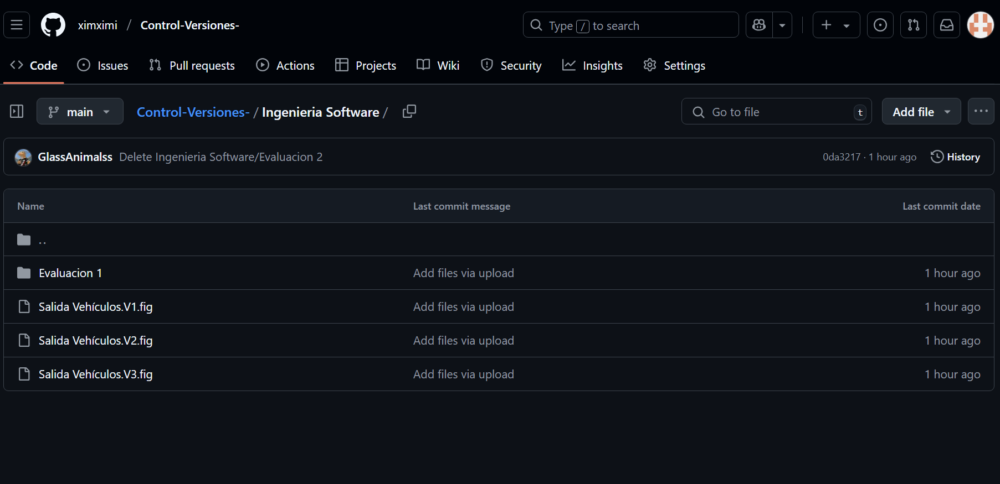 ximximi / Control-Versiones-
Type / to search
Code Issues Pull requests Actions Projects Wiki Security Insights Settings
main Control-Versiones- / Ingenieria Software / Go to file t Add file
GlassAnimalss Delete Ingenieria Software/Evaluacion 2 0da3217 · 1 hour ago History
Name Last commit message Last commit date
..
Evaluacion 1 Add files via upload 1 hour ago
Salida Vehículos.V1.fig Add files via upload 1 hour ago
Salida Vehículos.V2.fig Add files via upload 1 hour ago
Salida Vehículos.V3.fig Add files via upload 1 hour ago